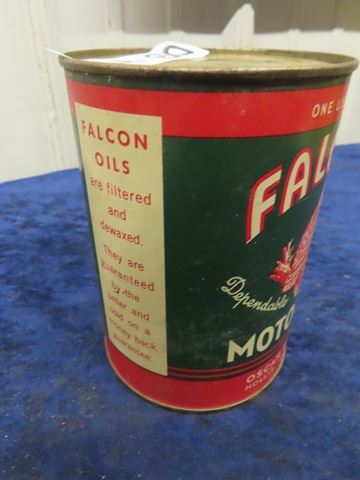 FALCON
OILS
are filtered
and
dewaxed.
They are
guaranteed
by the
seller and
sold on a
money back
guarantee.
ONE
FAL
Dependable
MOTO
OSCA